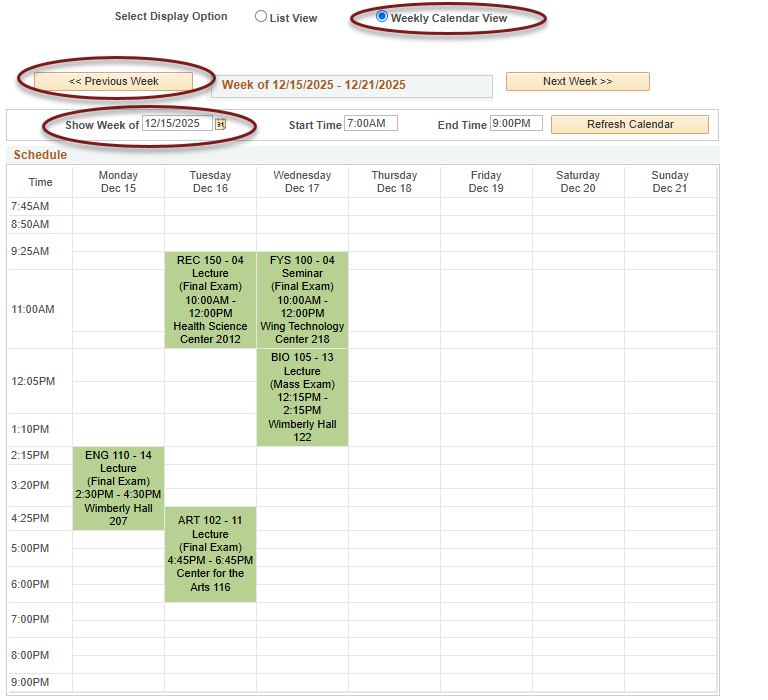 Select Display Option List View Weekly Calendar View
<< Previous Week Week of 12/15/2025 - 12/21/2025 Next Week >>
Show Week of 12/15/2025 31 Start Time 7:00AM End Time 9:00PM Refresh Calendar
Schedule
Time
Monday
Dec 15
Tuesday
Dec 16
Wednesday
Dec 17
Thursday
Dec 18
Friday
Dec 19
Saturday
Dec 20
Sunday
Dec 21
7:45AM
8:50AM
9:25AM
REC 150 - 04
Lecture
(Final Exam)
10:00AM -
12:00PM
Health Science
Center 2012
FYS 100 - 04
Seminar
(Final Exam)
10:00AM -
12:00PM
Wing Technology
Center 218
11:00AM
BIO 105 - 13
Lecture
(Mass Exam)
12:15PM -
2:15PM
Wimberly Hall
122
12:05PM
1:10PM
2:15PM
ENG 110 - 14
Lecture
(Final Exam)
2:30PM - 4:30PM
Wimberly Hall
207
3:20PM
4:25PM
ART 102 - 11
Lecture
(Final Exam)
4:45PM - 6:45PM
Center for the
Arts 116
5:00PM
6:00PM
7:00PM
8:00PM
9:00PM